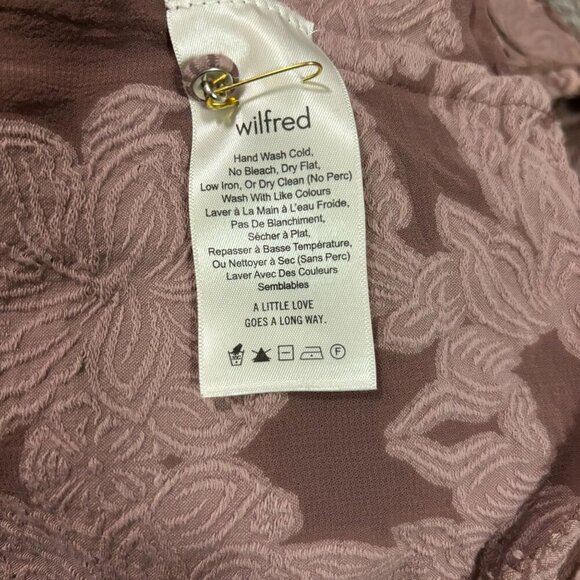 wilfred
Hand Wash Cold,
No Bleach, Dry Flat,
Low Iron, Or Dry Clean (No Perc)
Wash With Like Colours
Laver à La Main à L'eau Froide,
Pas De Blanchiment,
Sécher à Plat,
Repasser à Basse Température,
Ou Nettoyer à Sec (Sans Perc)
Laver Avec Des Couleurs
Semblables
A LITTLE LOVE
GOES A LONG WAY.
F